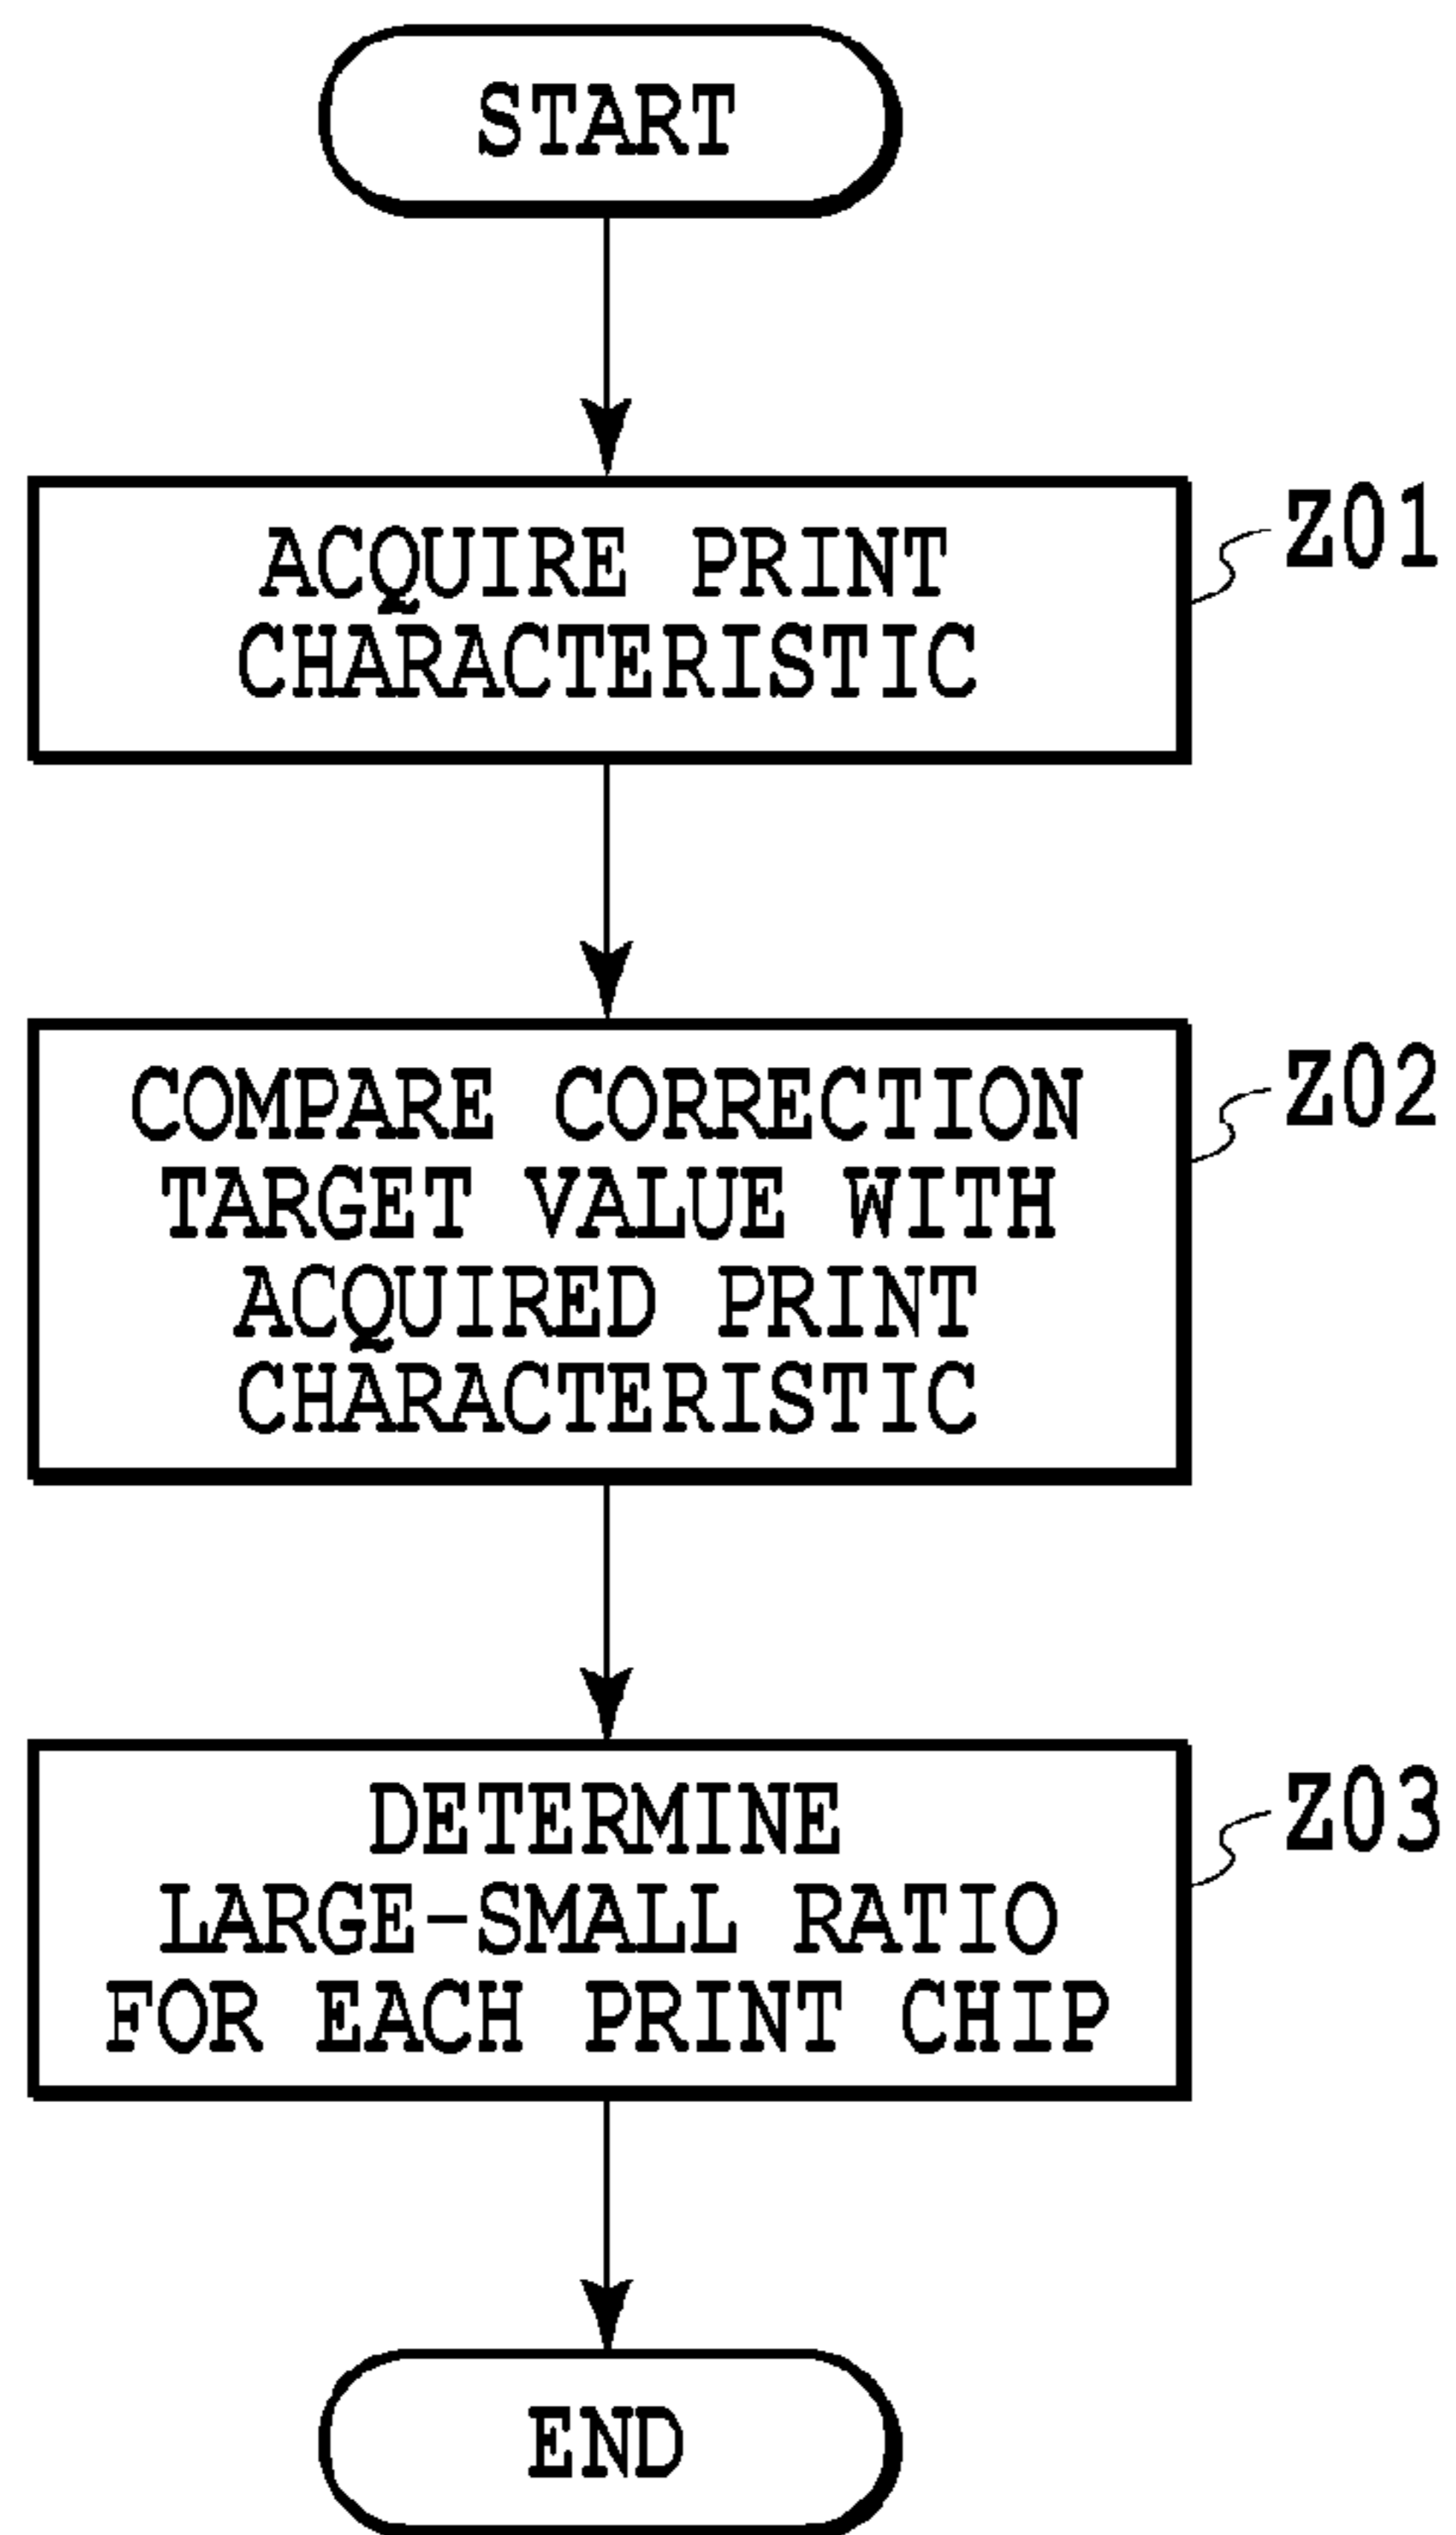 START
ACQUIRE PRINT
CHARACTERISTIC
Z01
COMPARE CORRECTION
TARGET VALUE WITH
ACQUIRED PRINT
CHARACTERISTIC
Z02
DETERMINE
LARGE-SMALL RATIO
FOR EACH PRINT CHIP
Z03
END